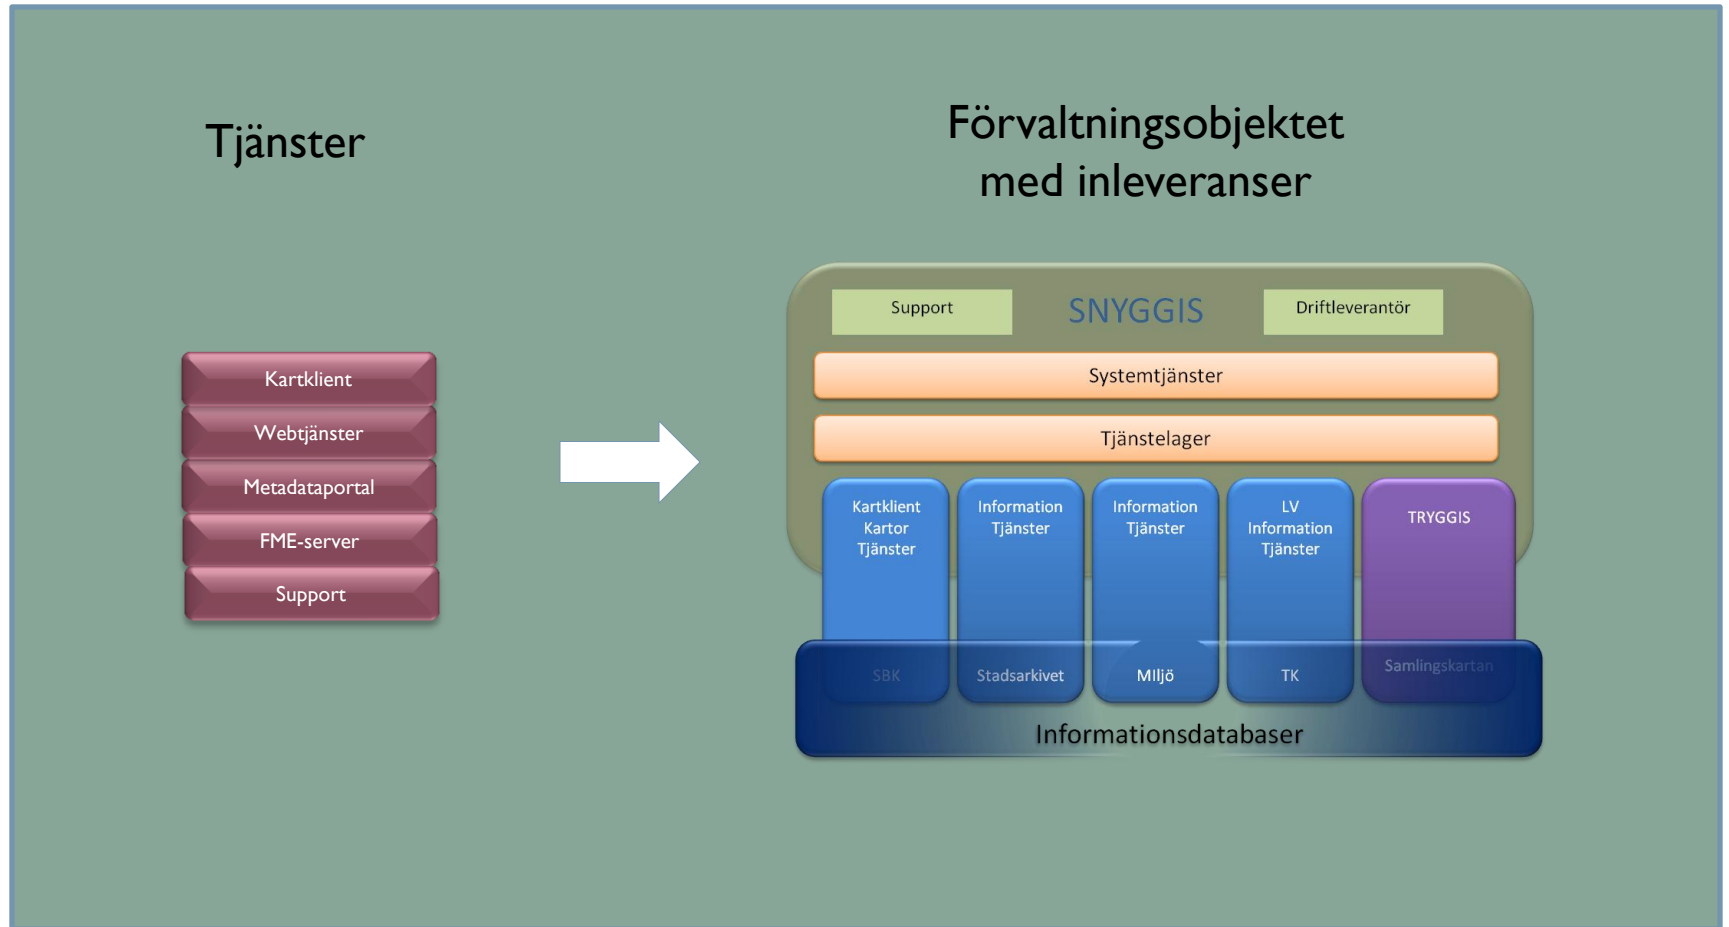 Tjänster
Förvaltningsobjektet
med inleveranser
Kartklient
Webtjänster
Metadataportal
FME-server
Support
Support
SNYGGIS
Driftleverantör
Systemtjänster
Tjänstelager
Kartklient
Kartor
Tjänster
Information
Tjänster
Information
Tjänster
LV
Information
Tjänster
TRYGGIS
SBK
Stadsarkivet
MIljö
TK
Samlingskartan
Informationsdatabaser